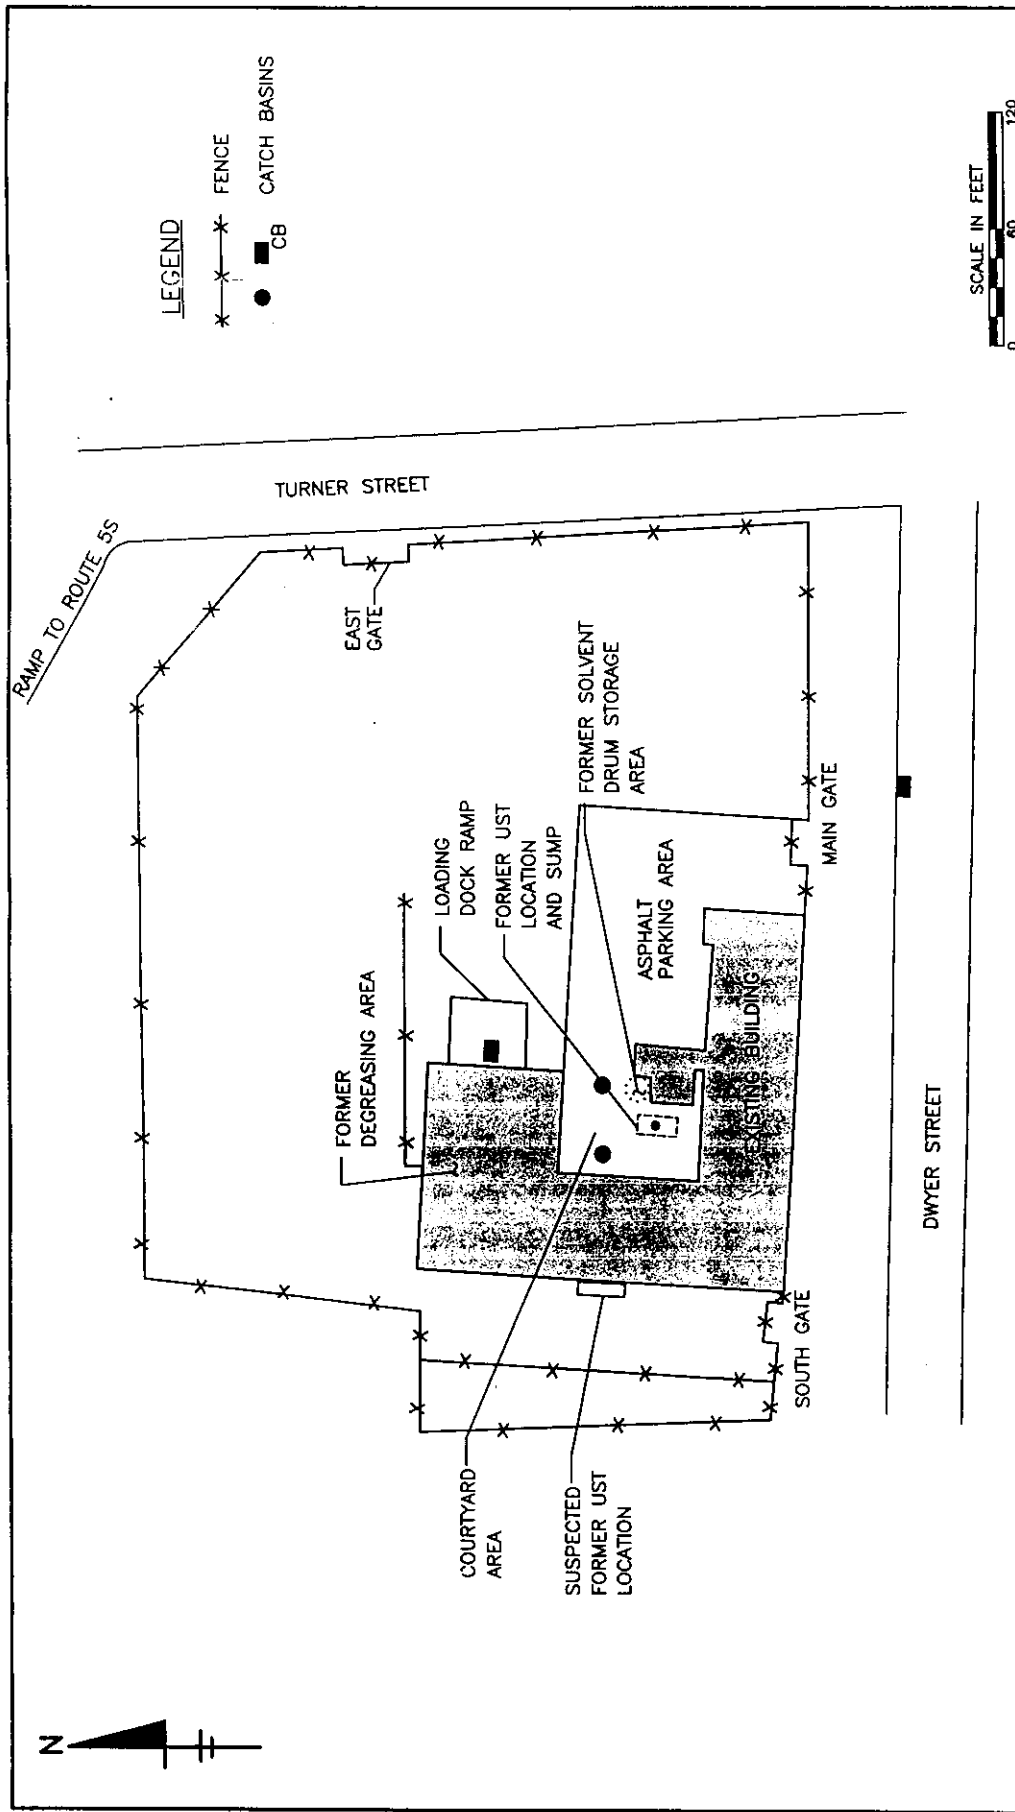 N
RAMP TO ROUTE 5S
TURNER STREET
LEGEND
FENCE
CB
CATCH BASINS
EAST
GATE
FORMER
DEGREASING AREA
LOADING
DOCK RAMP
FORMER UST
LOCATION
AND SUMP
FORMER SOLVENT
DRUM STORAGE
AREA
COURTYARD
AREA
SUSPECTED
FORMER UST
LOCATION
ASPHALT
PARKING AREA
EXISTING BUILDING
SOUTH GATE
MAIN GATE
DWYER STREET
SCALE IN FEET
0 60 120